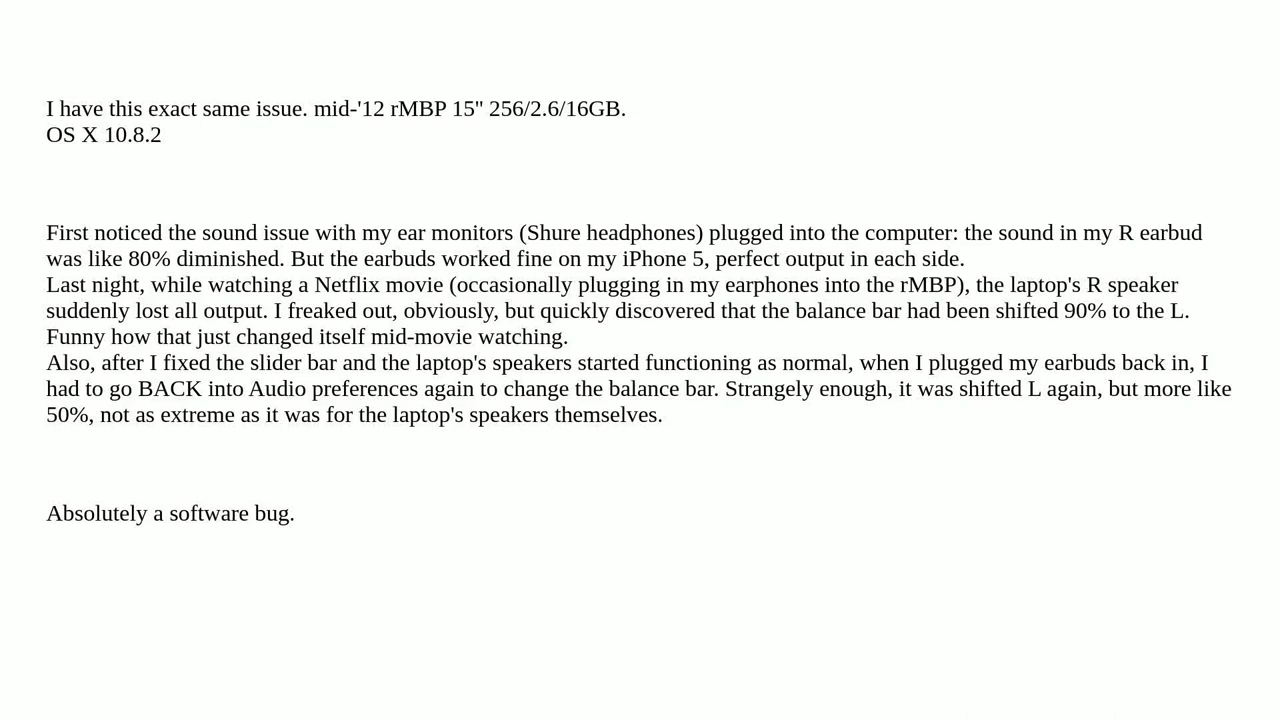 I have this exact same issue. mid-'12 rMBP 15" 256/2.6/16GB.
OS X 10.8.2
First noticed the sound issue with my ear monitors (Shure headphones) plugged into the computer: the sound in my R earbud
was like 80% diminished. But the earbuds worked fine on my iPhone 5, perfect output in each side.
Last night, while watching a Netflix movie (occasionally plugging in my earphones into the rMBP), the laptop's R speaker
suddenly lost all output. I freaked out, obviously, but quickly discovered that the balance bar had been shifted 90% to the L.
Funny how that just changed itself mid-movie watching.
Also, after I fixed the slider bar and the laptop's speakers started functioning as normal, when I plugged my earbuds back in, I
had to go BACK into Audio preferences again to change the balance bar. Strangely enough, it was shifted L again, but more like
50%, not as extreme as it was for the laptop's speakers themselves.
Absolutely a software bug.